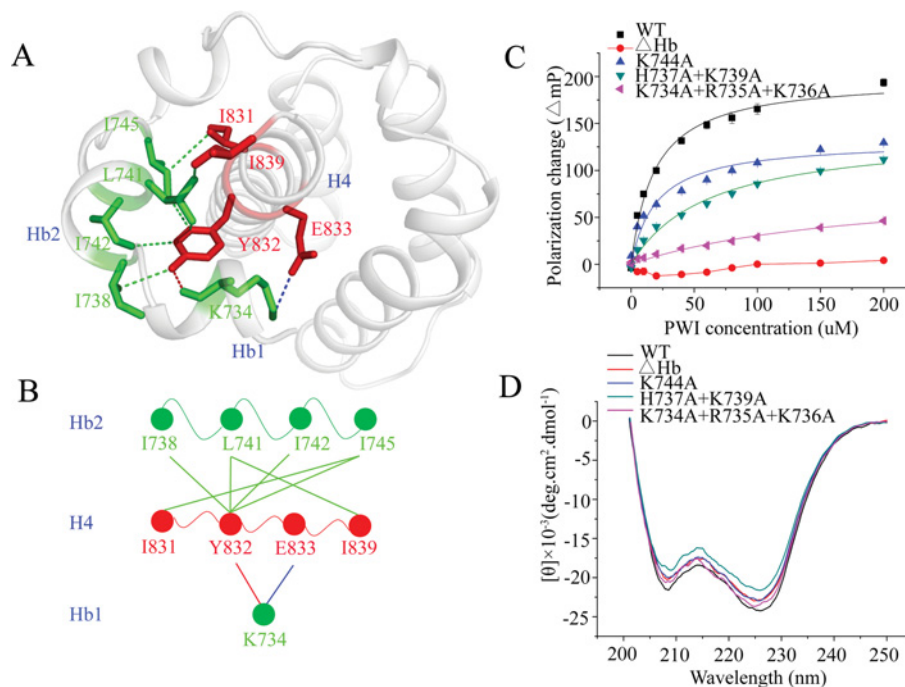 A
I745
I831
L741
I839
H4
Hb2
I742
Y832
E833
I738
K734
Hb1
B
Hb2
I738
L741
I742
I745
H4
I831
Y832
E833
I839
Hb1
K734
C
WT
△Hb
K744A
H737A+K739A
K734A+R735A+K736A
Polarization change (△mP)
200
150
100
50
0
0
50
100
150
200
PWI concentration (uM)
D
WT
△Hb
K744A
H737A+K739A
K734A+R735A+K736A
[θ]×10⁻³(deg.cm².dmol⁻¹)
0
-5
-10
-15
-20
-25
200
210
220
230
240
250
Wavelength (nm)